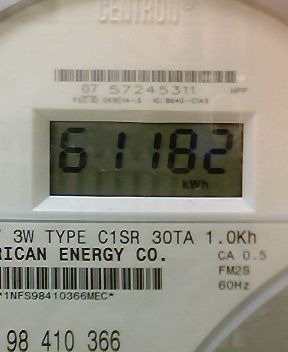 CENTRON
07 57245311 HPP
61182
kWh
3W TYPE C1SR 30TA 1.0Kh
RICAN ENERGY CO. CA 0.5
FM2S
*1NFS98410366MEC* 60Hz
98 410 366